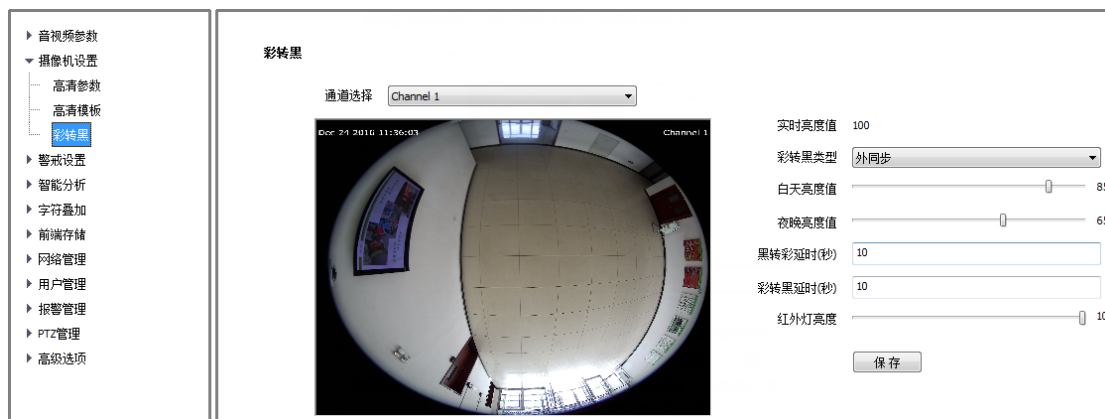 音视频参数
摄像机设置
高清参数
高清模板
彩转黑
警戒设置
智能分析
字符叠加
前端存储
网络管理
用户管理
报警管理
PTZ管理
高级选项
彩转黑
通道选择 Channel 1
Dec 24 2016 11:36:03 Channel 1
实时亮度值 100
彩转黑类型 外同步
白天亮度值 85
夜晚亮度值 65
黑转彩延时(秒) 10
彩转黑延时(秒) 10
红外灯亮度 10
保存